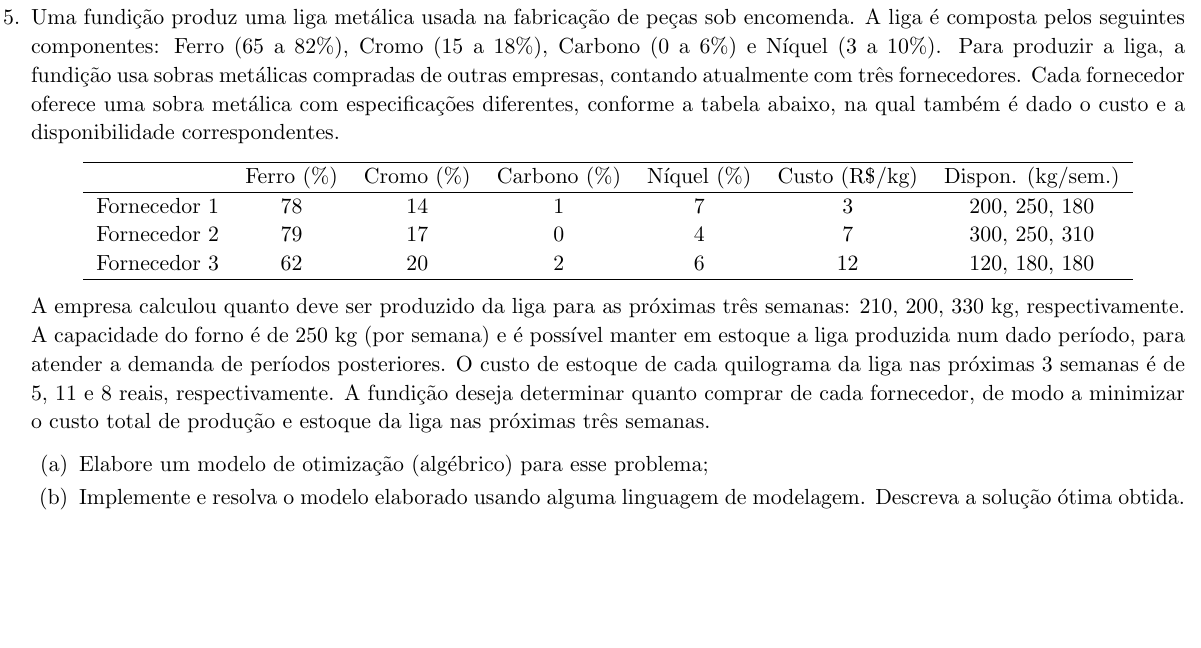 5. Uma fundição produz uma liga metálica usada na fabricação de peças sob encomenda. A liga é composta pelos seguintes
componentes: Ferro (65 a 82%), Cromo (15 a 18%), Carbono (0 a 6%) e Níquel (3 a 10%). Para produzir a liga, a
fundição usa sobras metálicas compradas de outras empresas, contando atualmente com três fornecedores. Cada fornecedor
oferece uma sobra metálica com especificações diferentes, conforme a tabela abaixo, na qual também é dado o custo e a
disponibilidade correspondentes.
Ferro (%) Cromo (%) Carbono (%) Níquel (%) Custo (R$/kg) Dispon. (kg/sem.)
Fornecedor 1 78 14 1 7 3 200, 250, 180
Fornecedor 2 79 17 0 4 7 300, 250, 310
Fornecedor 3 62 20 2 6 12 120, 180, 180
A empresa calculou quanto deve ser produzido da liga para as próximas três semanas: 210, 200, 330 kg, respectivamente.
A capacidade do forno é de 250 kg (por semana) e é possível manter em estoque a liga produzida num dado período, para
atender a demanda de períodos posteriores. O custo de estoque de cada quilograma da liga nas próximas 3 semanas é de
5, 11 e 8 reais, respectivamente. A fundição deseja determinar quanto comprar de cada fornecedor, de modo a minimizar
o custo total de produção e estoque da liga nas próximas três semanas.
(a) Elabore um modelo de otimização (algébrico) para esse problema;
(b) Implemente e resolva o modelo elaborado usando alguma linguagem de modelagem. Descreva a solução ótima obtida.